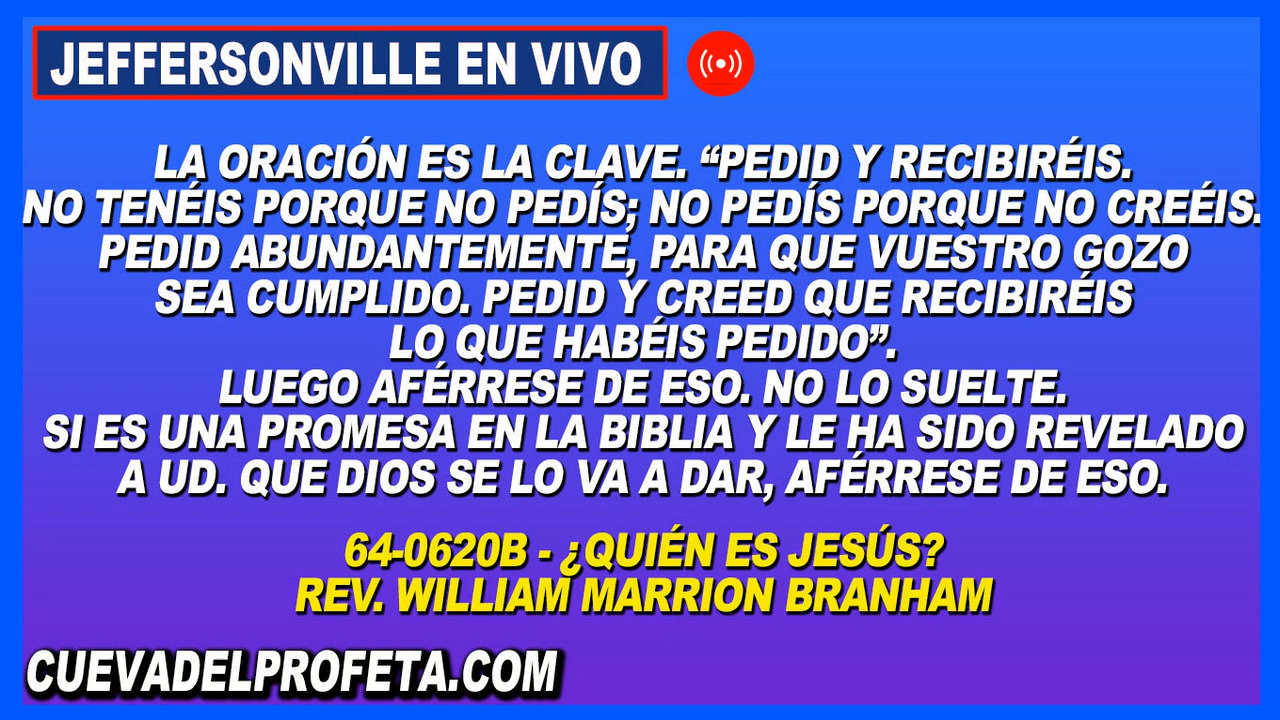 JEFFERSONVILLE EN VIVO
LA ORACIÓN ES LA CLAVE. “PEDID Y RECIBIRÉIS.
NO TENÉIS PORQUE NO PEDÍS; NO PEDÍS PORQUE NO CREÉIS.
PEDID ABUNDANTEMENTE, PARA QUE VUESTRO GOZO
SEA CUMPLIDO. PEDID Y CREED QUE RECIBIRÉIS
LO QUE HABÉIS PEDIDO”.
LUEGO AFÉRRESE DE ESO. NO LO SUELTE.
SI ES UNA PROMESA EN LA BIBLIA Y LE HA SIDO REVELADO
A UD. QUE DIOS SE LO VA A DAR, AFÉRRESE DE ESO.
64-0620B - ¿QUIÉN ES JESÚS?
REV. WILLIAM MARRION BRANHAM
CUEVADELPROFETA.COM